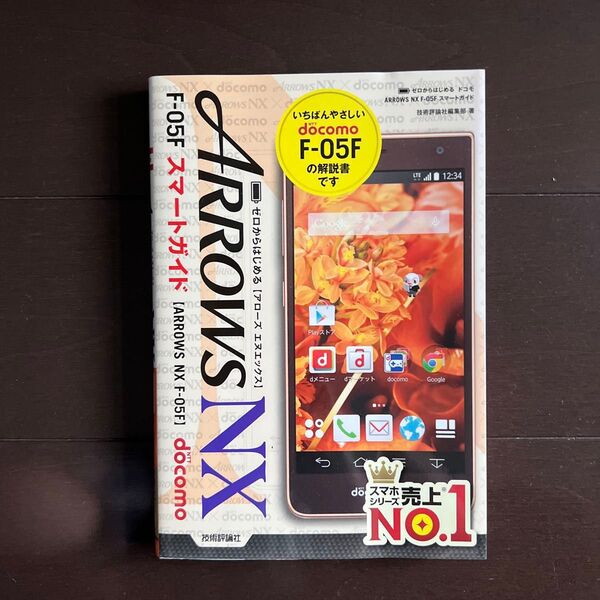 ゼロからはじめる ドコモ
ARROWS NX F-05F スマートガイド
技術評論社編集部 著
いちばんやさしい
NTT
docomo
F-05F
の解説書
です
ARROWS NX
ゼロからはじめる [アローズ エヌエックス]
F-05F スマートガイド [ARROWS NX F-05F] NTT docomo
LTE 12:34
Google
Playストア
dメニュー
dマーケット
docomo
Google
docomo
スマホ
シリーズ
売上
NO.1
技術評論社